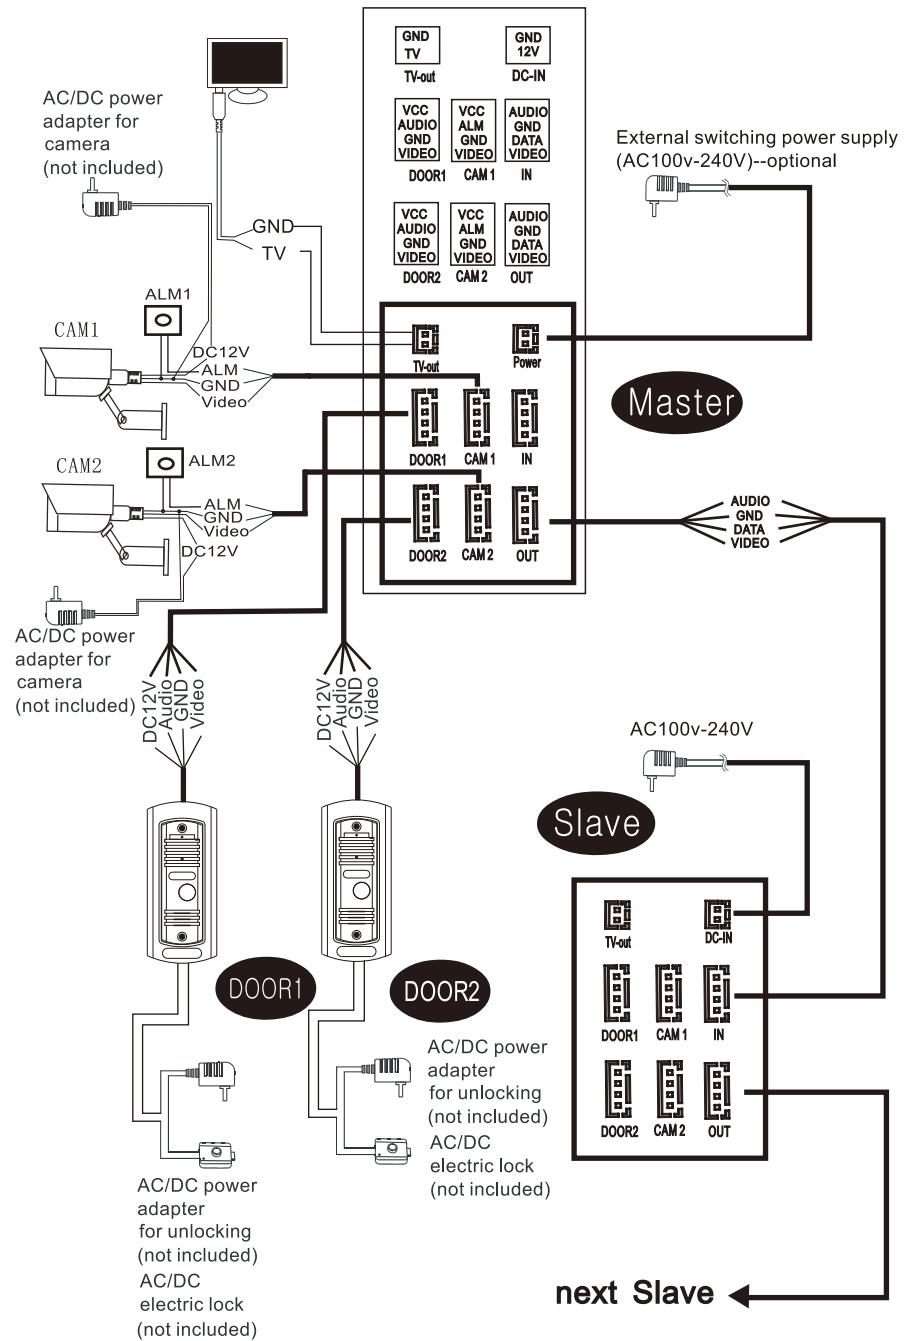 GND
TV
TV-out
GND
12V
DC-IN
AC/DC power
adapter for
camera
(not included)
VCC
AUDIO
GND
VIDEO
DOOR1
VCC
ALM
GND
VIDEO
CAM 1
AUDIO
GND
DATA
VIDEO
IN
External switching power supply
(AC100v-240V)--optional
VCC
AUDIO
GND
VIDEO
DOOR2
VCC
ALM
GND
VIDEO
CAM 2
AUDIO
GND
DATA
VIDEO
OUT
GND
TV
ALM1
CAM1
DC12V
ALM
GND
Video
TV-out
Power
Master
DOOR1
CAM 1
IN
ALM2
CAM2
ALM
GND
Video
DC12V
DOOR2
CAM 2
OUT
AUDIO
GND
DATA
VIDEO
AC/DC power
adapter for
camera
(not included)
DC12V
Audio
GND
Video
DC12V
Audio
GND
Video
AC100v-240V
Slave
TV-out
DC-IN
DOOR1
CAM 1
IN
DOOR2
CAM 2
OUT
DOOR1
DOOR2
AC/DC power
adapter
for unlocking
(not included)
AC/DC
electric lock
(not included)
AC/DC power
adapter
for unlocking
(not included)
AC/DC
electric lock
(not included)
next Slave